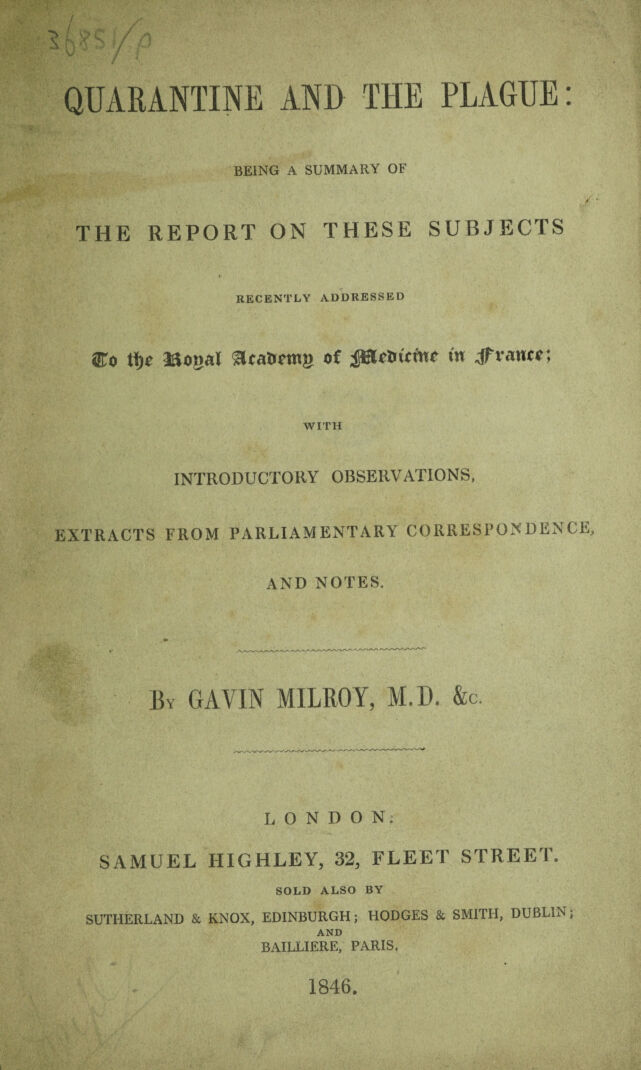 36851/p
QUARANTINE AND THE PLAGUE:
BEING A SUMMARY OF
THE REPORT ON THESE SUBJECTS
RECENTLY ADDRESSED
To the Royal Academy of Medicine in France;
WITH
INTRODUCTORY OBSERVATIONS,
EXTRACTS FROM PARLIAMENTARY CORRESPONDENCE,
AND NOTES.
BY GAVIN MILROY, M.D. &c.
LONDON:
SAMUEL HIGHLEY, 32, FLEET STREET.
SOLD ALSO BY
SUTHERLAND & KNOX, EDINBURGH; HODGES & SMITH, DUBLIN;
AND
BAILLIERE, PARIS.
1846.